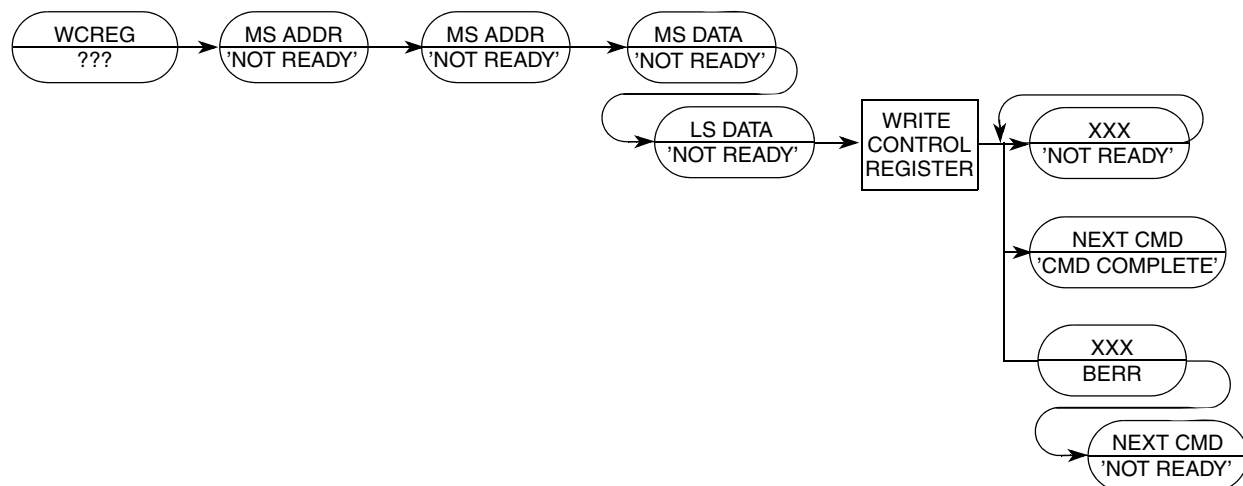 WCREG
???
MS ADDR
'NOT READY'
MS ADDR
'NOT READY'
MS DATA
'NOT READY'
LS DATA
'NOT READY'
WRITE
CONTROL
REGISTER
XXX
'NOT READY'
NEXT CMD
'CMD COMPLETE'
XXX
BERR
NEXT CMD
'NOT READY'